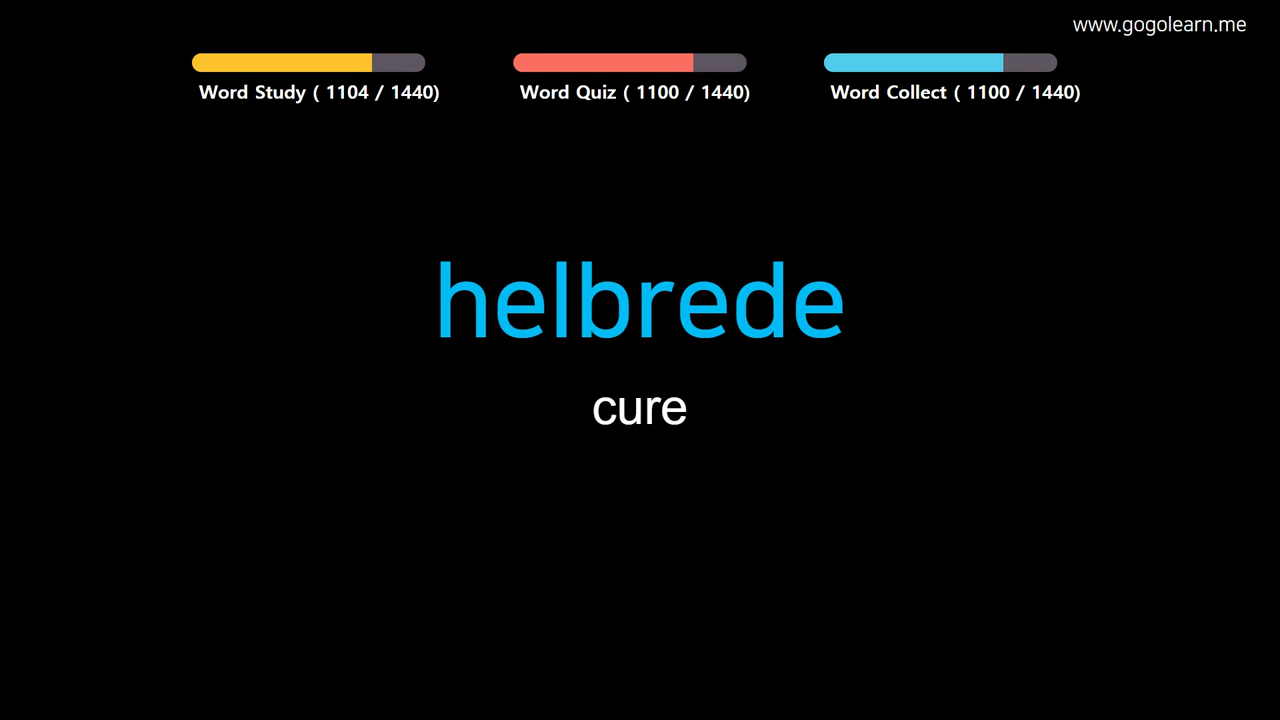 www.gogolearn.me
Word Study ( 1104 / 1440)
Word Quiz ( 1100 / 1440)
Word Collect ( 1100 / 1440)
helbrede
cure